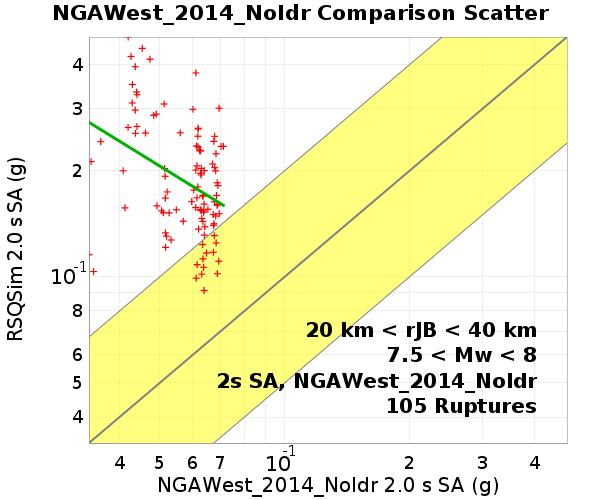 NGAWest_2014_NoIdr Comparison Scatter
RSQSim 2.0 s SA (g)
4
3
2
10⁻¹
8
6
5
4
20 km < rJB < 40 km
7.5 < Mw < 8
2s SA, NGAWest_2014_NoIdr
105 Ruptures
4 5 6 7 10⁻¹ 2 3 4
NGAWest_2014_NoIdr 2.0 s SA (g)